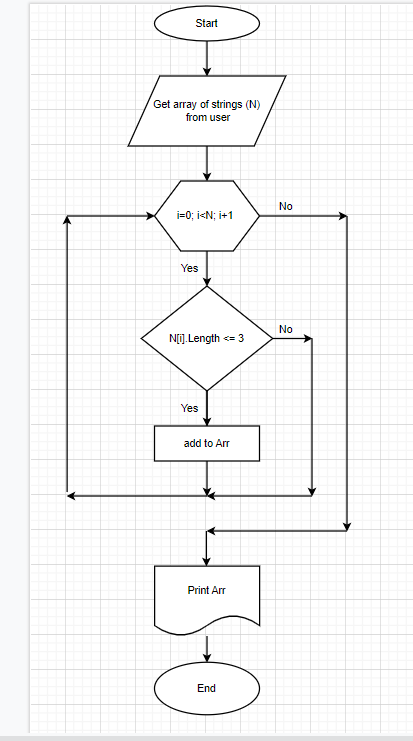 Start
Get array of strings (N)
from user
i=0; i<N; i+1
No
Yes
N[i].Length <= 3
No
Yes
add to Arr
Print Arr
End